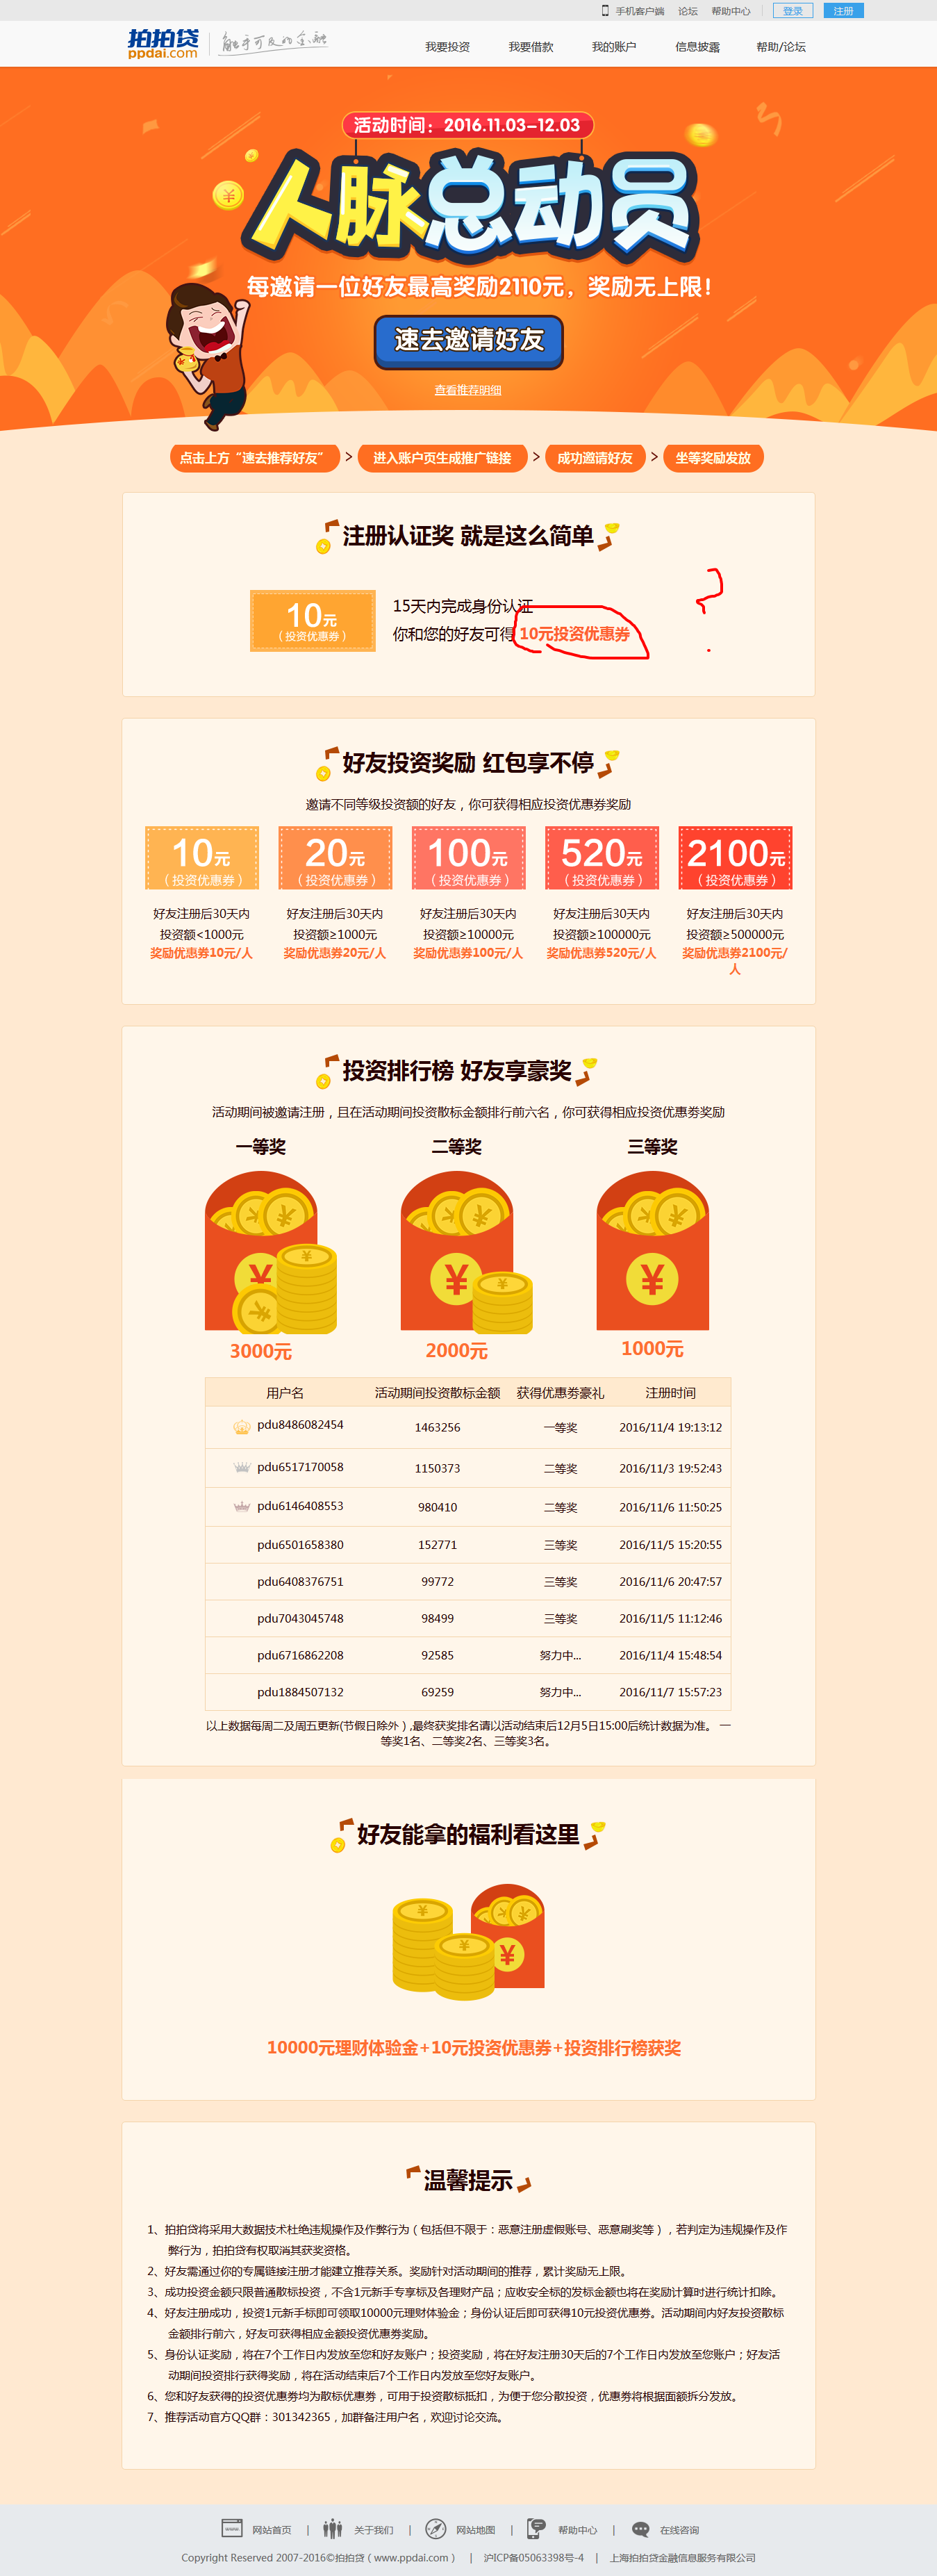 手机客户端 论坛 帮助中心 登录 注册
拍拍贷
ppdai.com
触手可及的金融
我要投资 我要借款 我的账户 信息披露 帮助/论坛
活动时间：2016.11.03-12.03
人脉总动员
每邀请一位好友最高奖励2110元，奖励无上限！
速去邀请好友
查看推荐明细
点击上方“速去推荐好友” > 进入账户页生成推广链接 > 成功邀请好友 > 坐等奖励发放
注册认证奖 就是这么简单
10元
（投资优惠券）
15天内完成身份认证
你和您的好友可得 10元投资优惠券
好友投资奖励 红包享不停
邀请不同等级投资额的好友，你可获得相应投资优惠券奖励
10元 20元 100元 520元 2100元
（投资优惠券） （投资优惠券） （投资优惠券） （投资优惠券） （投资优惠券）
好友注册后30天内 好友注册后30天内 好友注册后30天内 好友注册后30天内 好友注册后30天内
投资额<1000元 投资额≥1000元 投资额≥10000元 投资额≥100000元 投资额≥500000元
奖励优惠券10元/人 奖励优惠券20元/人 奖励优惠券100元/人 奖励优惠券520元/人 奖励优惠券2100元/
人
投资排行榜 好友享豪奖
活动期间被邀请注册，且在活动期间投资散标金额排行前六名，你可获得相应投资优惠券奖励
一等奖 二等奖 三等奖
3000元 2000元 1000元
用户名 活动期间投资散标金额 获得优惠券豪礼 注册时间
pdu8486082454 1463256 一等奖 2016/11/4 19:13:12
pdu6517170058 1150373 二等奖 2016/11/3 19:52:43
pdu6146408553 980410 二等奖 2016/11/6 11:50:25
pdu6501658380 152771 三等奖 2016/11/5 15:20:55
pdu6408376751 99772 三等奖 2016/11/6 20:47:57
pdu7043045748 98499 三等奖 2016/11/5 11:12:46
pdu6716862208 92585 努力中... 2016/11/4 15:48:54
pdu1884507132 69259 努力中... 2016/11/7 15:57:23
以上数据每周二及周五更新(节假日除外）,最终获奖排名请以活动结束后12月5日15:00后统计数据为准。 一
等奖1名、二等奖2名、三等奖3名。
好友能拿的福利看这里
10000元理财体验金+10元投资优惠券+投资排行榜获奖
温馨提示
1、拍拍贷将采用大数据技术杜绝违规操作及作弊行为（包括但不限于：恶意注册虚假账号、恶意刷奖等），若判定为违规操作及作
弊行为，拍拍贷有权取消其获奖资格。
2、好友需通过你的专属链接注册才能建立推荐关系。奖励针对活动期间的推荐，累计奖励无上限。
3、成功投资金额只限普通散标投资，不含1元新手专享标及各理财产品；应收安全标的发标金额也将在奖励计算时进行统计扣除。
4、好友注册成功，投资1元新手标即可领取10000元理财体验金；身份认证后即可获得10元投资优惠券。活动期间内好友投资散标
金额排行前六，好友可获得相应金额投资优惠券奖励。
5、身份认证奖励，将在7个工作日内发放至您和好友账户；投资奖励，将在好友注册30天后的7个工作日内发放至您账户；好友活
动期间投资排行获得奖励，将在活动结束后7个工作日内发放至您好友账户。
6、您和好友获得的投资优惠券均为散标优惠券，可用于投资散标抵扣，为便于您分散投资，优惠券将根据面额拆分发放。
7、推荐活动官方QQ群：301342365，加群备注用户名，欢迎讨论交流。
网站首页 | 关于我们 | 网站地图 | 帮助中心 | 在线咨询
Copyright Reserved 2007-2016©拍拍贷（www.ppdai.com） | 沪ICP备05063398号-4 | 上海拍拍贷金融信息服务有限公司